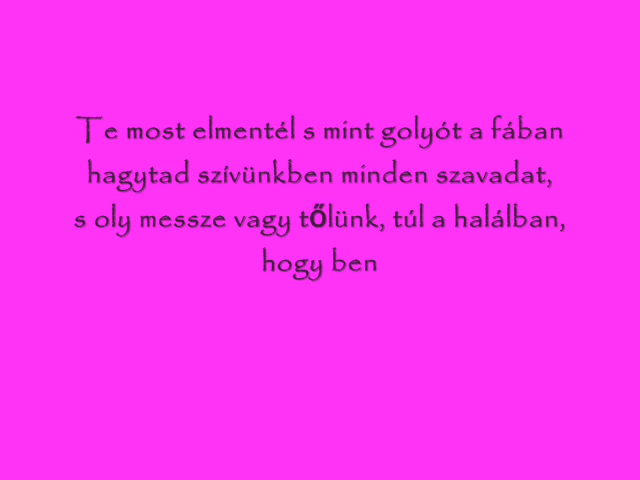 Te most elmentél s mint golyót a fában
hagytad szívünkben minden szavadat,
s oly messze vagy tőlünk, túl a halálban,
hogy ben